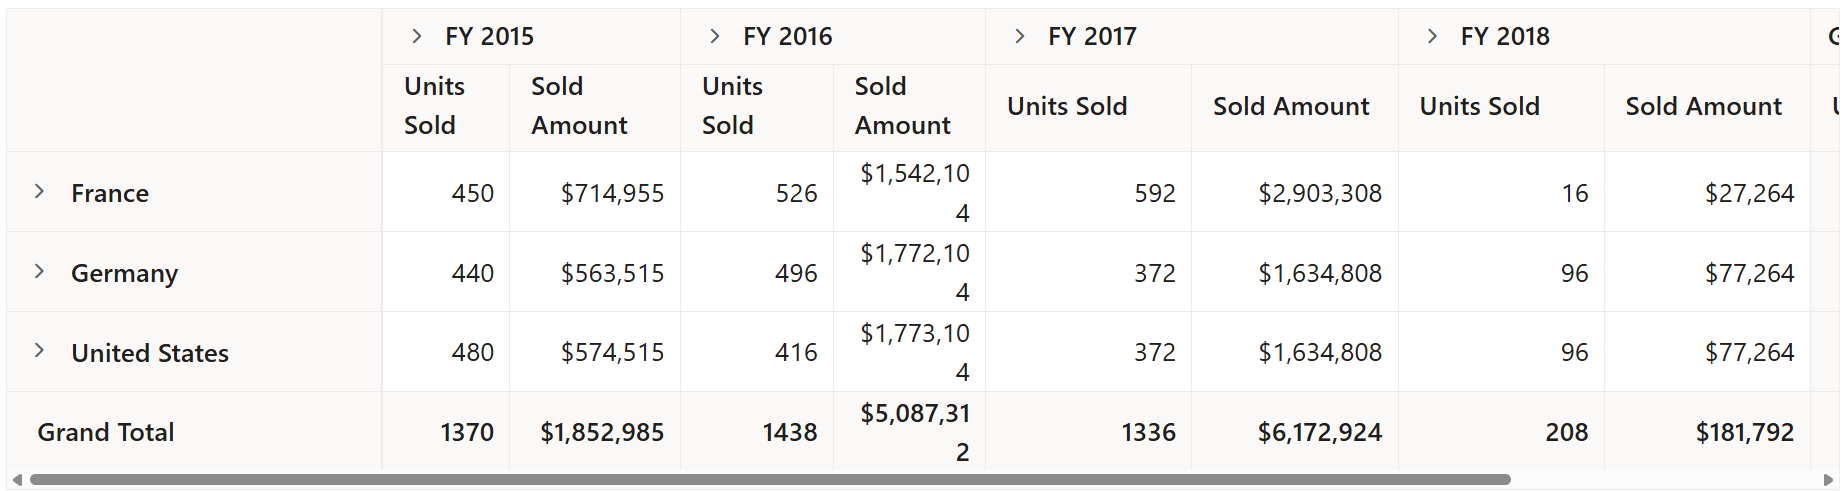 FY 2015 FY 2016 FY 2017 FY 2018
Units Sold Sold Amount Units Sold Sold Amount Units Sold Sold Amount Units Sold Sold Amount
France 450 $714,955 526 $1,542,104 592 $2,903,308 16 $27,264
Germany 440 $563,515 496 $1,772,104 372 $1,634,808 96 $77,264
United States 480 $574,515 416 $1,773,104 372 $1,634,808 96 $77,264
Grand Total 1370 $1,852,985 1438 $5,087,312 1336 $6,172,924 208 $181,792